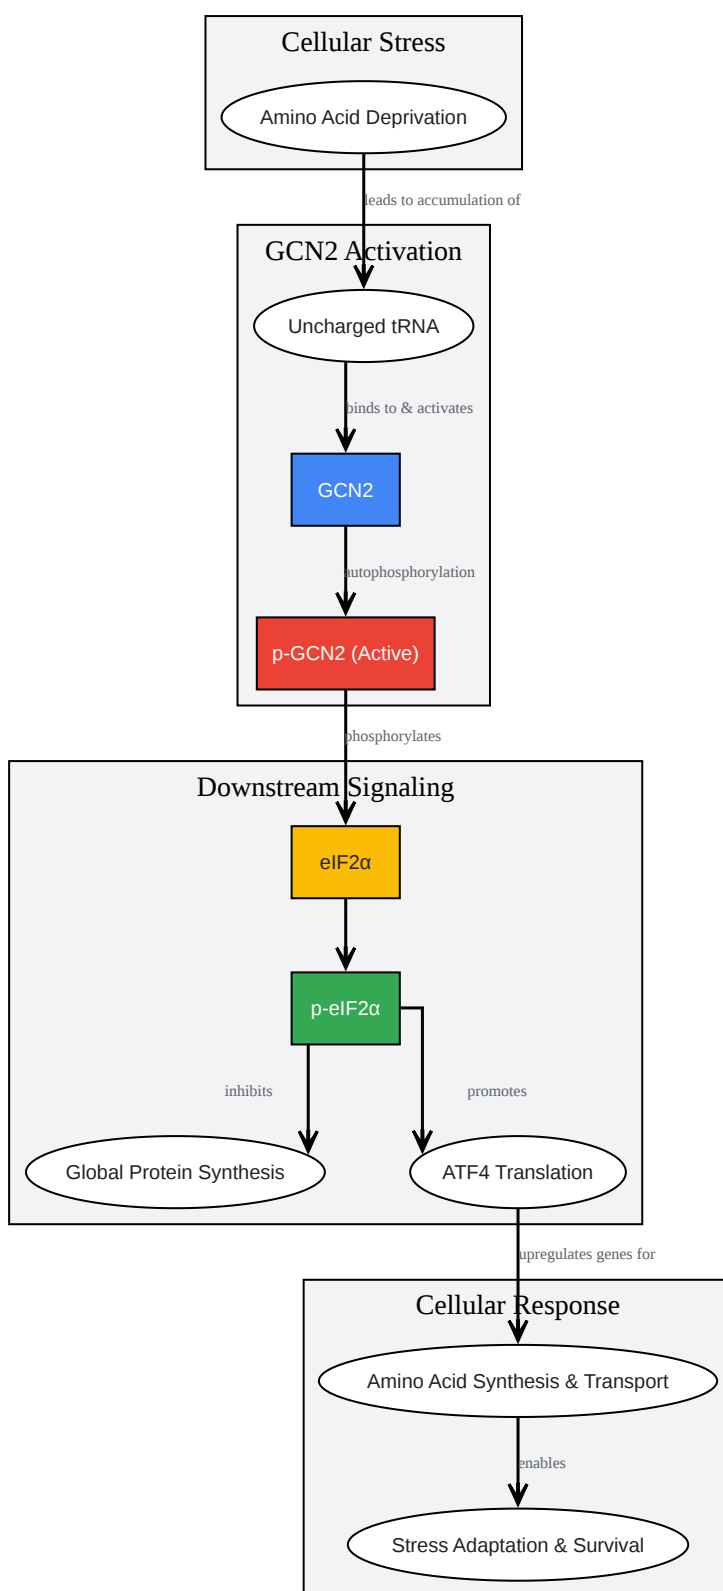 Cellular Stress
Amino Acid Deprivation
leads to accumulation of
GCN2 Activation
Uncharged tRNA
binds to & activates
GCN2
autophosphorylation
p-GCN2 (Active)
phosphorylates
Downstream Signaling
eIF2α
p-eIF2α
inhibits
promotes
Global Protein Synthesis
ATF4 Translation
upregulates genes for
Cellular Response
Amino Acid Synthesis & Transport
enables
Stress Adaptation & Survival